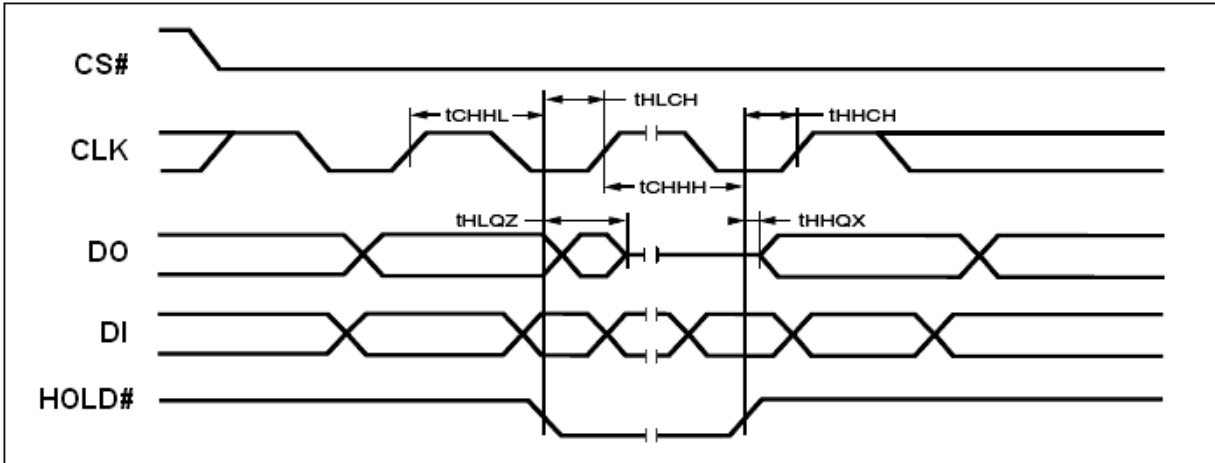 CS#
tHLCH
tCHHL
tHHCH
CLK
tCHHH
tHLQZ
tHHQX
DO
DI
HOLD#